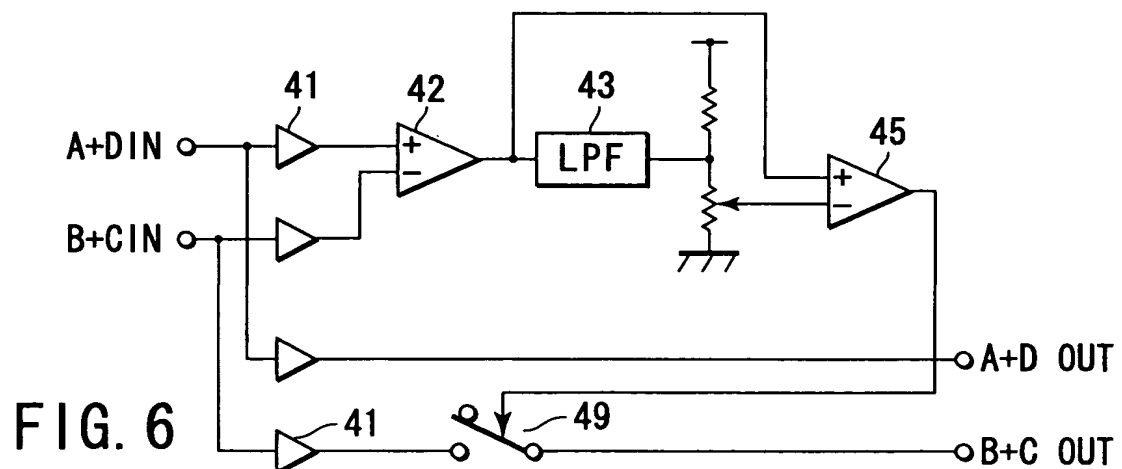 41
42
43
45
A+DIN
+
-
LPF
+
-
B+CIN
A+D OUT
FIG. 6
41
49
B+C OUT